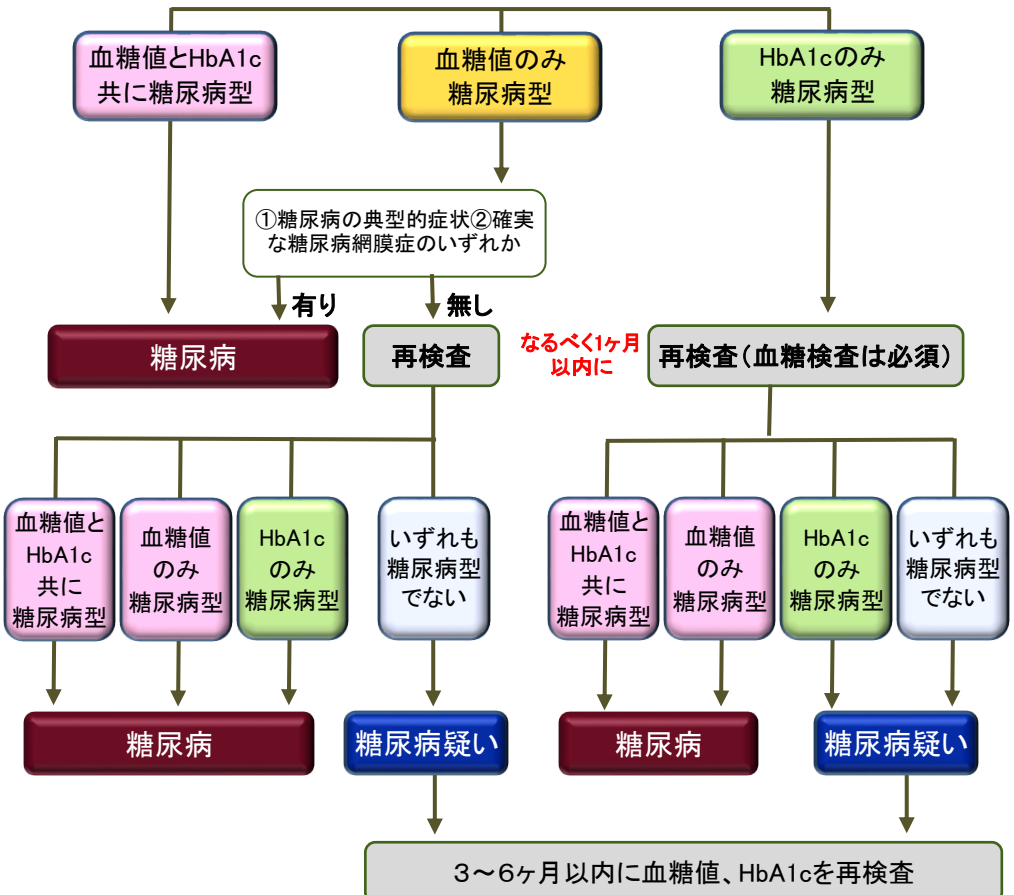 血糖値とHbA1c
共に糖尿病型
血糖値のみ
糖尿病型
HbA1cのみ
糖尿病型
①糖尿病の典型的症状②確実
な糖尿病網膜症のいずれか
有り
無し
糖尿病
再検査
なるべく1ヶ月
以内に
再検査（血糖検査は必須）
血糖値と
HbA1c
共に
糖尿病型
血糖値
のみ
糖尿病型
HbA1c
のみ
糖尿病型
いずれも
糖尿病型
でない
血糖値と
HbA1c
共に
糖尿病型
血糖値
のみ
糖尿病型
HbA1c
のみ
糖尿病型
いずれも
糖尿病型
でない
糖尿病
糖尿病疑い
糖尿病
糖尿病疑い
３～６ヶ月以内に血糖値、HbA1cを再検査